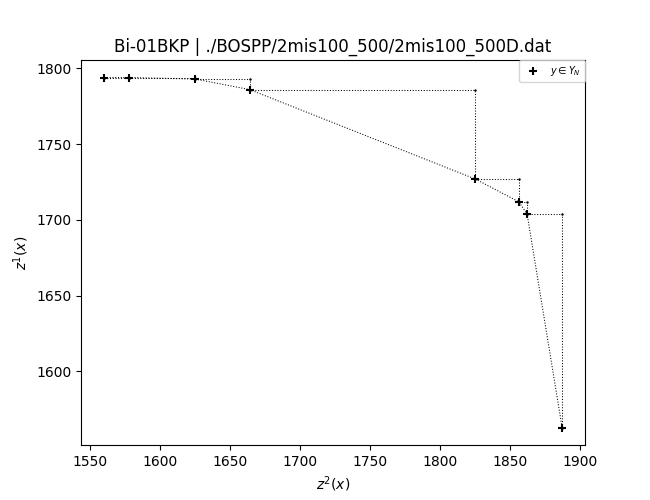 Bi-01BKP | ./BOSPP/2mis100_500/2mis100_500D.dat
y ∈ Y_N
1800
1750
1700
1650
1600
z¹(x)
1550 1600 1650 1700 1750 1800 1850 1900
z²(x)